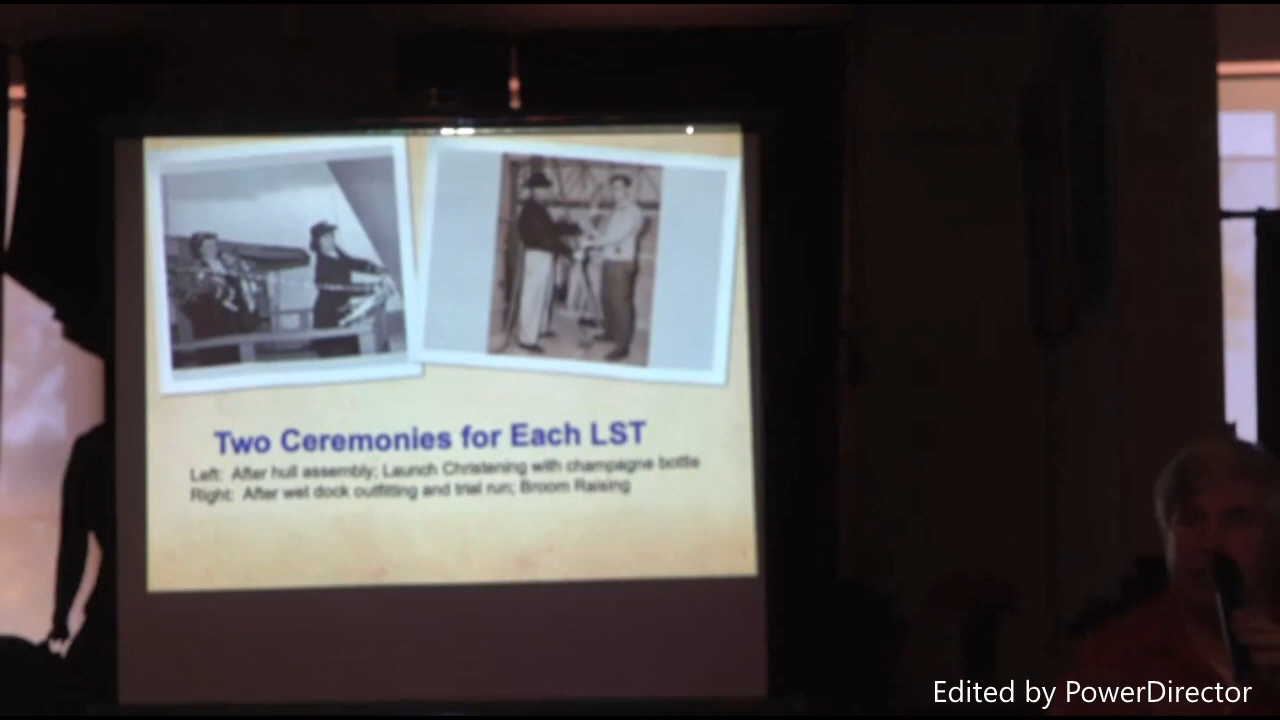 Two Ceremonies for Each LST
Left: After hull assembly; Launch Christening with champagne bottle
Right: After wet dock outfitting and trial run; Broom Raising
Edited by PowerDirector